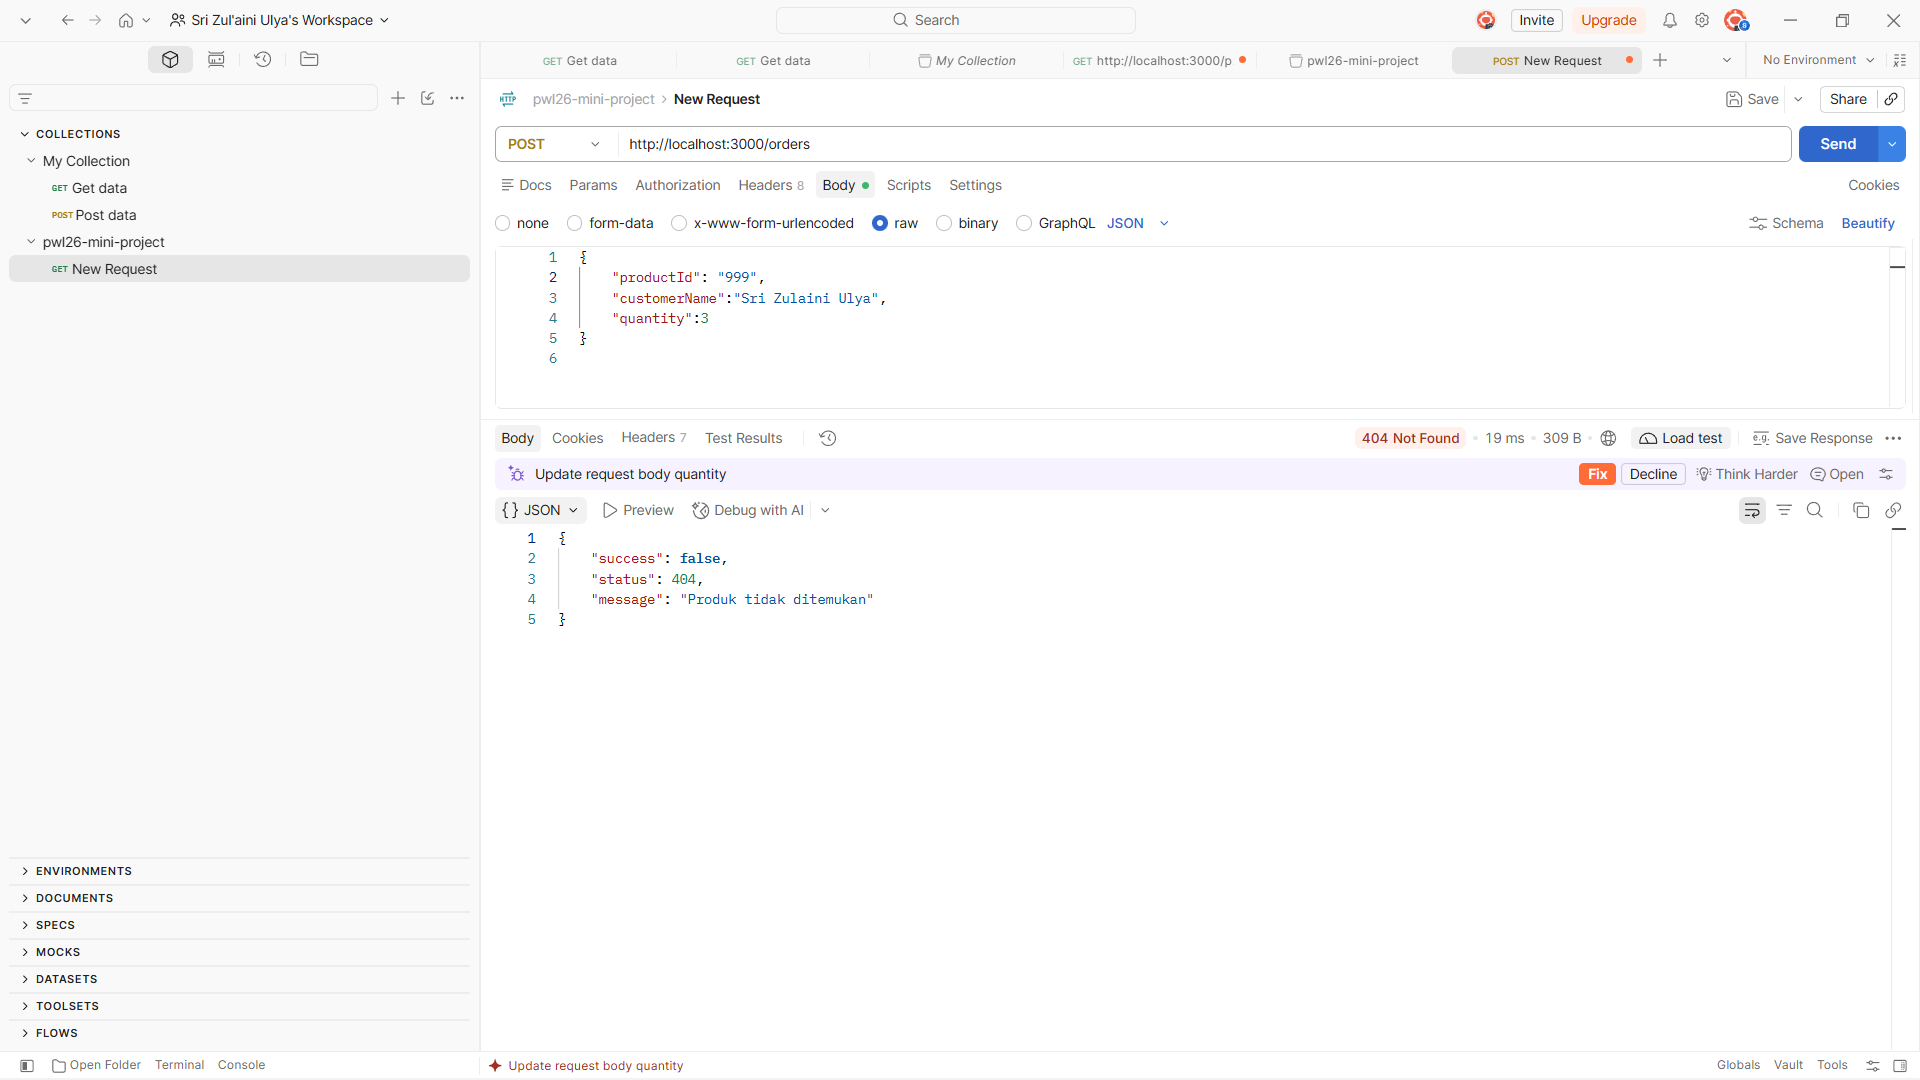 Sri Zul'aini Ulya's Workspace
Search
Invite
Upgrade
8
GET Get data
GET Get data
My Collection
GET http://localhost:3000/p
pwl26-mini-project
POST New Request
No Environment
COLLECTIONS
My Collection
GET Get data
POST Post data
pwl26-mini-project
GET New Request
ENVIRONMENTS
DOCUMENTS
SPECS
MOCKS
DATASETS
TOOLSETS
FLOWS
HTTP
pwl26-mini-project > New Request
Save
Share
POST
http://localhost:3000/orders
Send
Docs Params Authorization Headers 8 Body Scripts Settings
Cookies
none form-data x-www-form-urlencoded raw binary GraphQL JSON
Schema
Beautify
1 {
2 "productId": "999",
3 "customerName":"Sri Zulaini Ulya",
4 "quantity":3
5 }
6
Body Cookies Headers 7 Test Results
404 Not Found • 19 ms • 309 B •
Load test
e.g. Save Response
Update request body quantity
Fix
Decline
Think Harder
Open
{} JSON
Preview
Debug with AI
1 {
2 "success": false,
3 "status": 404,
4 "message": "Produk tidak ditemukan"
5 }
Open Folder Terminal Console
Update request body quantity
Globals Vault Tools